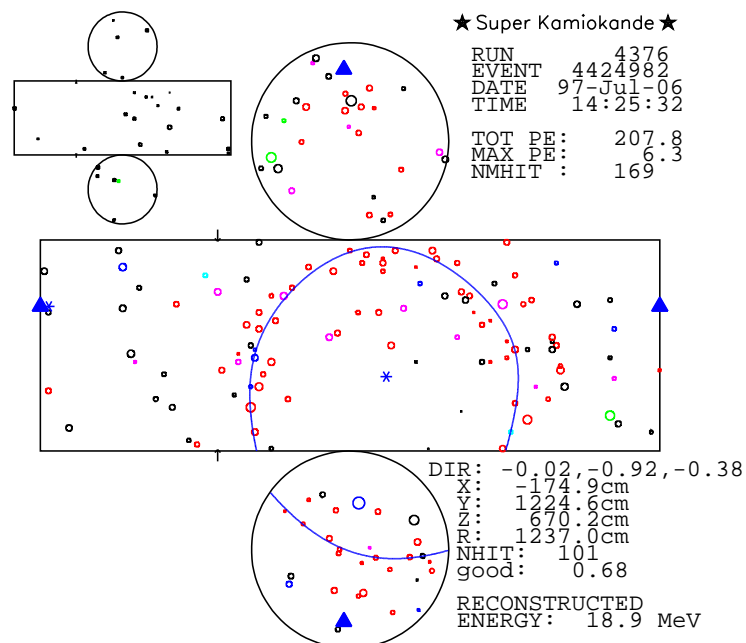 ★ Super Kamiokande ★
RUN 4376
EVENT 4424982
DATE 97-Jul-06
TIME 14:25:32
TOT PE: 207.8
MAX PE: 6.3
NMHIT : 169
DIR: -0.02,-0.92,-0.38
X: -174.9cm
Y: 1224.6cm
Z: 670.2cm
R: 1237.0cm
NHIT: 101
good: 0.68
RECONSTRUCTED
ENERGY: 18.9 MeV